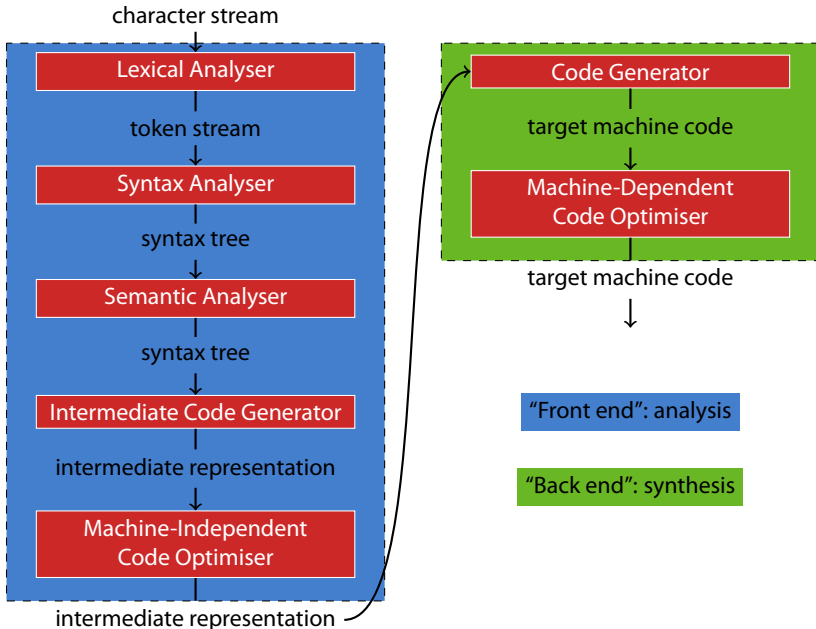 character stream
Lexical Analyser
token stream
Syntax Analyser
syntax tree
Semantic Analyser
syntax tree
Intermediate Code Generator
intermediate representation
Machine-Independent
Code Optimiser
intermediate representation
Code Generator
target machine code
Machine-Dependent
Code Optimiser
target machine code
“Front end”: analysis
“Back end”: synthesis